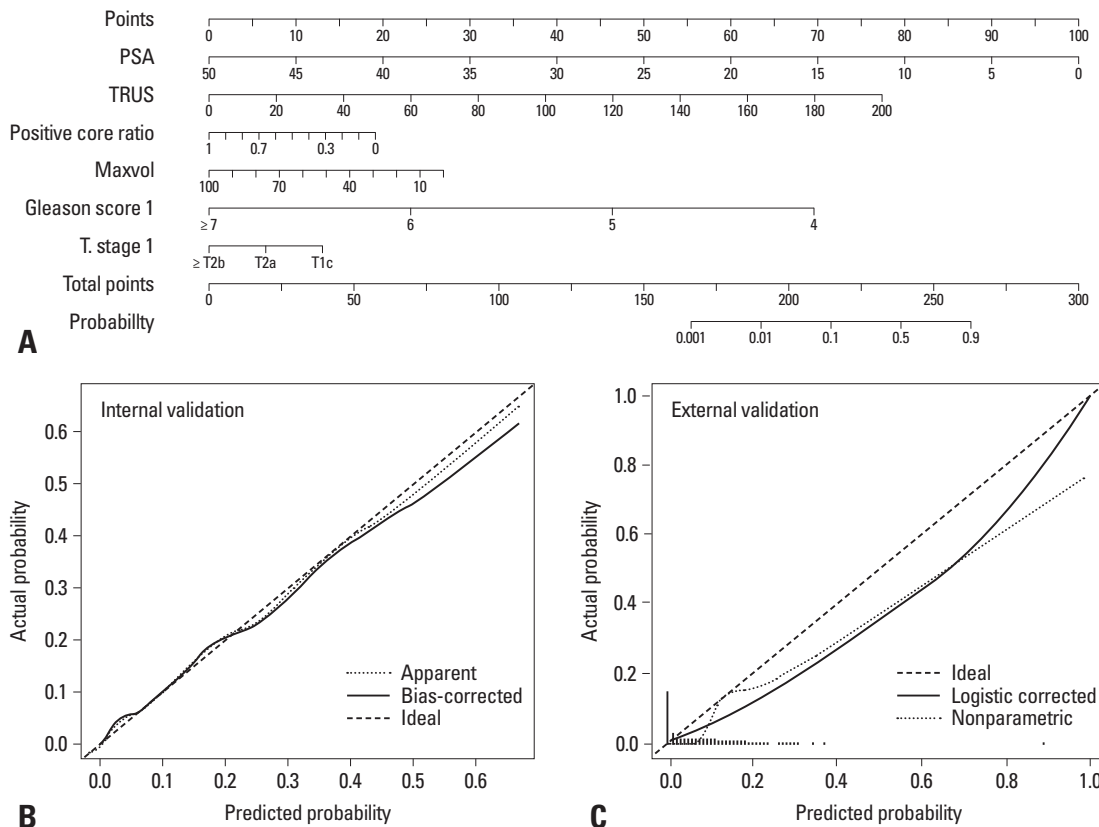 Points
0 10 20 30 40 50 60 70 80 90 100
PSA
50 45 40 35 30 25 20 15 10 5 0
TRUS
0 20 40 60 80 100 120 140 160 180 200
Positive core ratio
1 0.7 0.3 0
Maxvol
100 70 40 10
Gleason score 1
≥7 6 5 4
T. stage 1
≥T2b T2a T1c
Total points
0 50 100 150 200 250 300
Probabillty
0.001 0.01 0.1 0.5 0.9
A
Internal validation
Actual probability
0.6
0.5
0.4
0.3
0.2
0.1
0.0
Apparent
Bias-corrected
Ideal
0.0 0.1 0.2 0.3 0.4 0.5 0.6
Predicted probability
B
External validation
Actual probability
1.0
0.8
0.6
0.4
0.2
0.0
Ideal
Logistic corrected
Nonparametric
0.0 0.2 0.4 0.6 0.8 1.0
Predicted probability
C